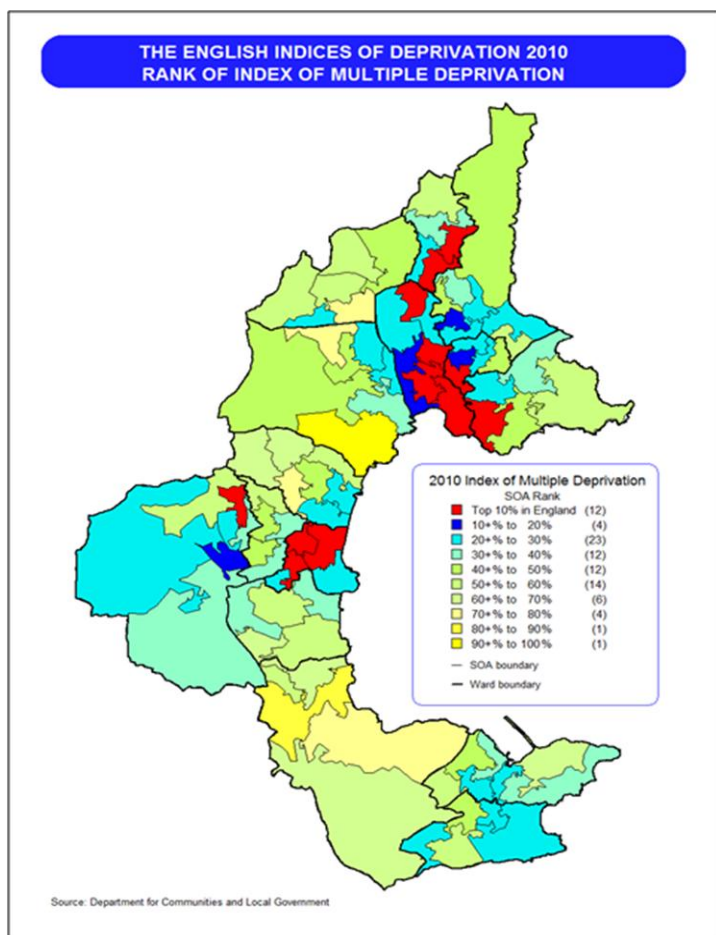 THE ENGLISH INDICES OF DEPRIVATION 2010
RANK OF INDEX OF MULTIPLE DEPRIVATION
2010 Index of Multiple Deprivation
SOA Rank
Top 10% in England (12)
10+% to 20% (4)
20+% to 30% (23)
30+% to 40% (12)
40+% to 50% (12)
50+% to 60% (14)
60+% to 70% (6)
70+% to 80% (4)
80+% to 90% (1)
90+% to 100% (1)
SOA boundary
Ward boundary
Source: Department for Communities and Local Government